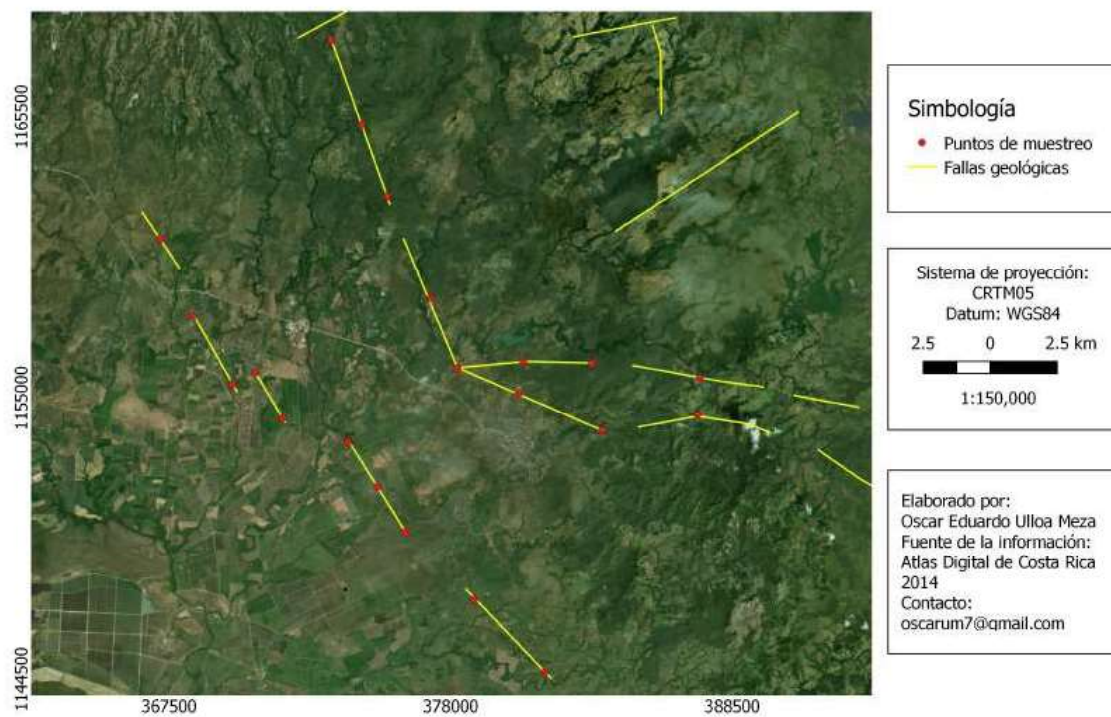 1165500
1155000
1144500
367500
378000
388500
Simbología
Puntos de muestreo
Fallas geológicas
Sistema de proyección:
CRTM05
Datum: WGS84
2.5 0 2.5 km
1:150,000
Elaborado por:
Oscar Eduardo Ulloa Meza
Fuente de la información:
Atlas Digital de Costa Rica
2014
Contacto:
oscarum7@gmail.com